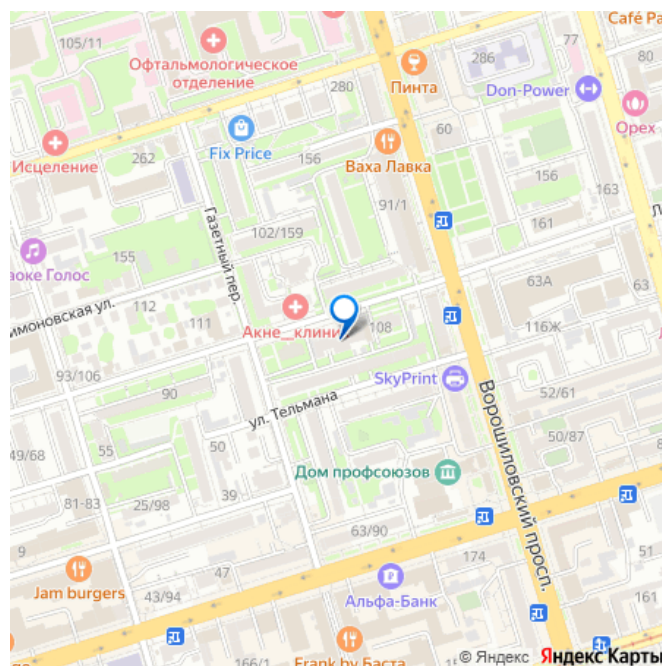 Café Pa
105/11
Офтальмологическое
отделение
280
Пинта
286
77
80
Don-Power
Орех
Исцеление
262
Fix Price
156
Ваха Лавка
60
156
163
Газетный пер.
91/1
161
102/159
155
аоке Голос
63А
63
имоновская ул.
112
111
Акне_клини
108
116Ж
93/106
SkyPrint
90
ул. Тельмана
52/61
Ворошиловский просп.
49/68
55
50
50/87
Дом профсоюзов
81-83
25/98
39
9
63/90
174
51
Jam burgers
47
43/94
Альфа-Банк
161
166/1
Frank by Баста
© Яндекс Яндекс Карты